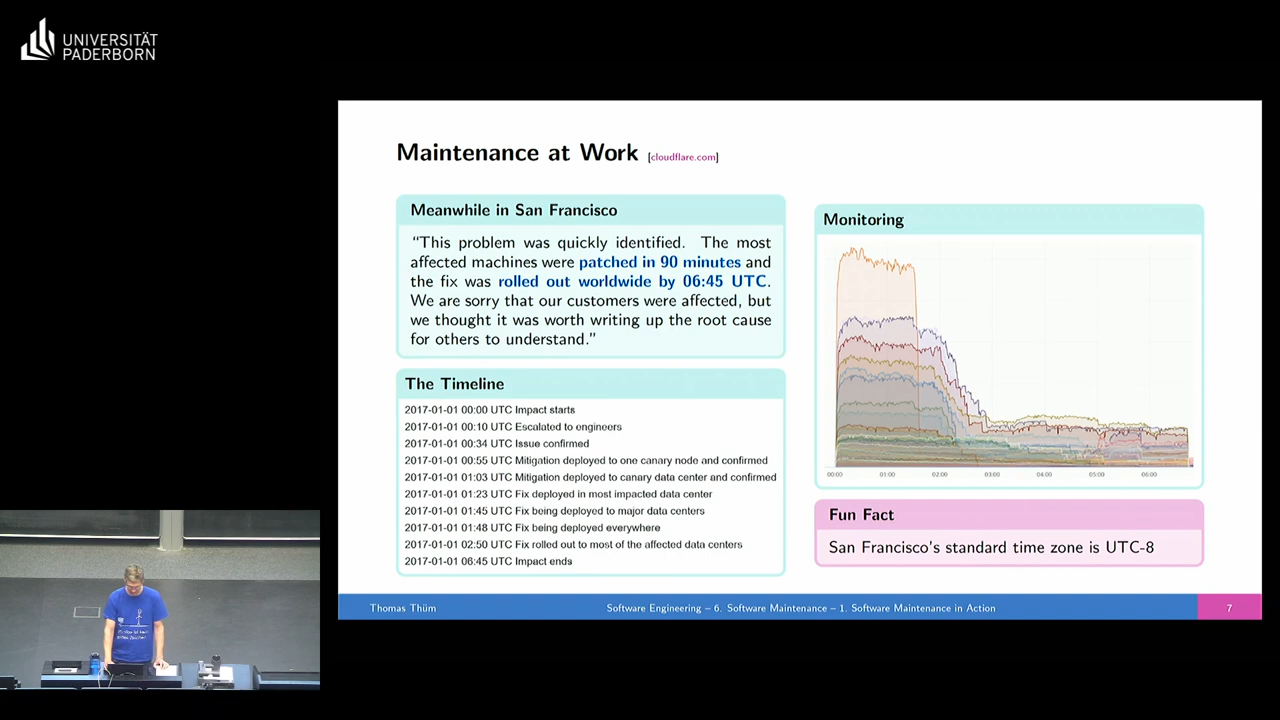 UNIVERSITÄT
PADERBORN
Maintenance at Work [cloudflare.com]
Meanwhile in San Francisco
“This problem was quickly identified. The most
affected machines were patched in 90 minutes and
the fix was rolled out worldwide by 06:45 UTC.
We are sorry that our customers were affected, but
we thought it was worth writing up the root cause
for others to understand.”
The Timeline
2017-01-01 00:00 UTC Impact starts
2017-01-01 00:10 UTC Escalated to engineers
2017-01-01 00:34 UTC Issue confirmed
2017-01-01 00:55 UTC Mitigation deployed to one canary node and confirmed
2017-01-01 01:03 UTC Mitigation deployed to canary data center and confirmed
2017-01-01 01:23 UTC Fix deployed in most impacted data center
2017-01-01 01:45 UTC Fix being deployed to major data centers
2017-01-01 01:48 UTC Fix being deployed everywhere
2017-01-01 02:50 UTC Fix rolled out to most of the affected data centers
2017-01-01 06:45 UTC Impact ends
Monitoring
00:00 01:00 02:00 03:00 04:00 05:00 06:00
Fun Fact
San Francisco's standard time zone is UTC-8
Thomas Thüm Software Engineering – 6. Software Maintenance – 1. Software Maintenance in Action 7